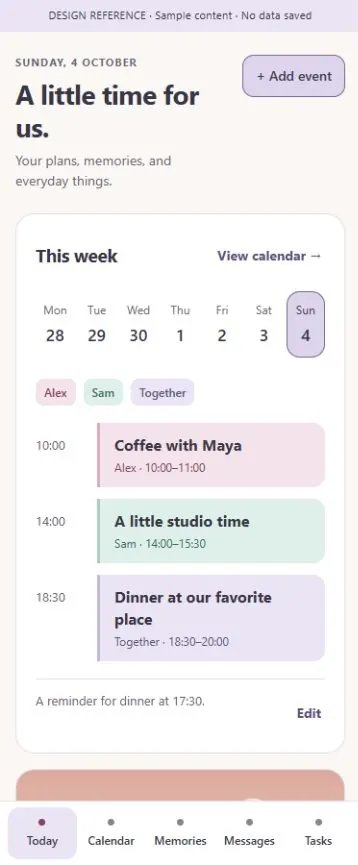 DESIGN REFERENCE · Sample content · No data saved
SUNDAY, 4 OCTOBER
+ Add event
A little time for
us.
Your plans, memories, and
everyday things.
This week
View calendar →
Mon Tue Wed Thu Fri Sat Sun
28 29 30 1 2 3 4
Alex Sam Together
10:00
Coffee with Maya
Alex · 10:00–11:00
14:00
A little studio time
Sam · 14:00–15:30
18:30
Dinner at our favorite
place
Together · 18:30–20:00
A reminder for dinner at 17:30.
Edit
Today Calendar Memories Messages Tasks